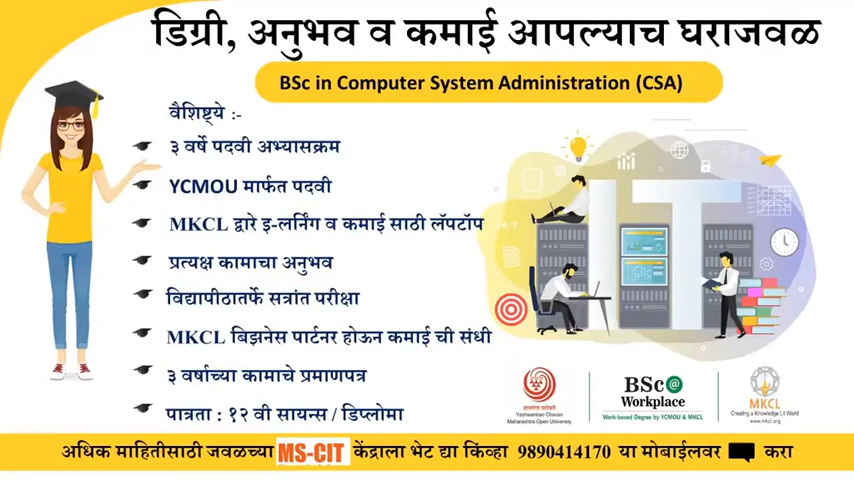 डिग्री, अनुभव व कमाई आपल्याच घराजवळ
BSc in Computer System Administration (CSA)
वैशिष्ट्ये :-
३ वर्षे पदवी अभ्यासक्रम
YCMOU मार्फत पदवी
MKCL द्वारे इ-लर्निंग व कमाई साठी लॅपटॉप
प्रत्यक्ष कामाचा अनुभव
विद्यापीठातर्फे सत्रांत परीक्षा
MKCL बिझनेस पार्टनर होऊन कमाई ची संधी
३ वर्षाच्या कामाचे प्रमाणपत्र
पात्रता : १२ वी सायन्स / डिप्लोमा
IT
24/7
Yashwantrao Chavan
Maharashtra Open University
BSc@
Workplace
Work-based Degree by YCMOU & MKCL
MKCL
Creating a Knowledge Lit World
www.mkcl.org
अधिक माहितीसाठी जवळच्या MS-CIT केंद्राला भेट द्या किंव्हा 9890414170 या मोबाईलवर करा